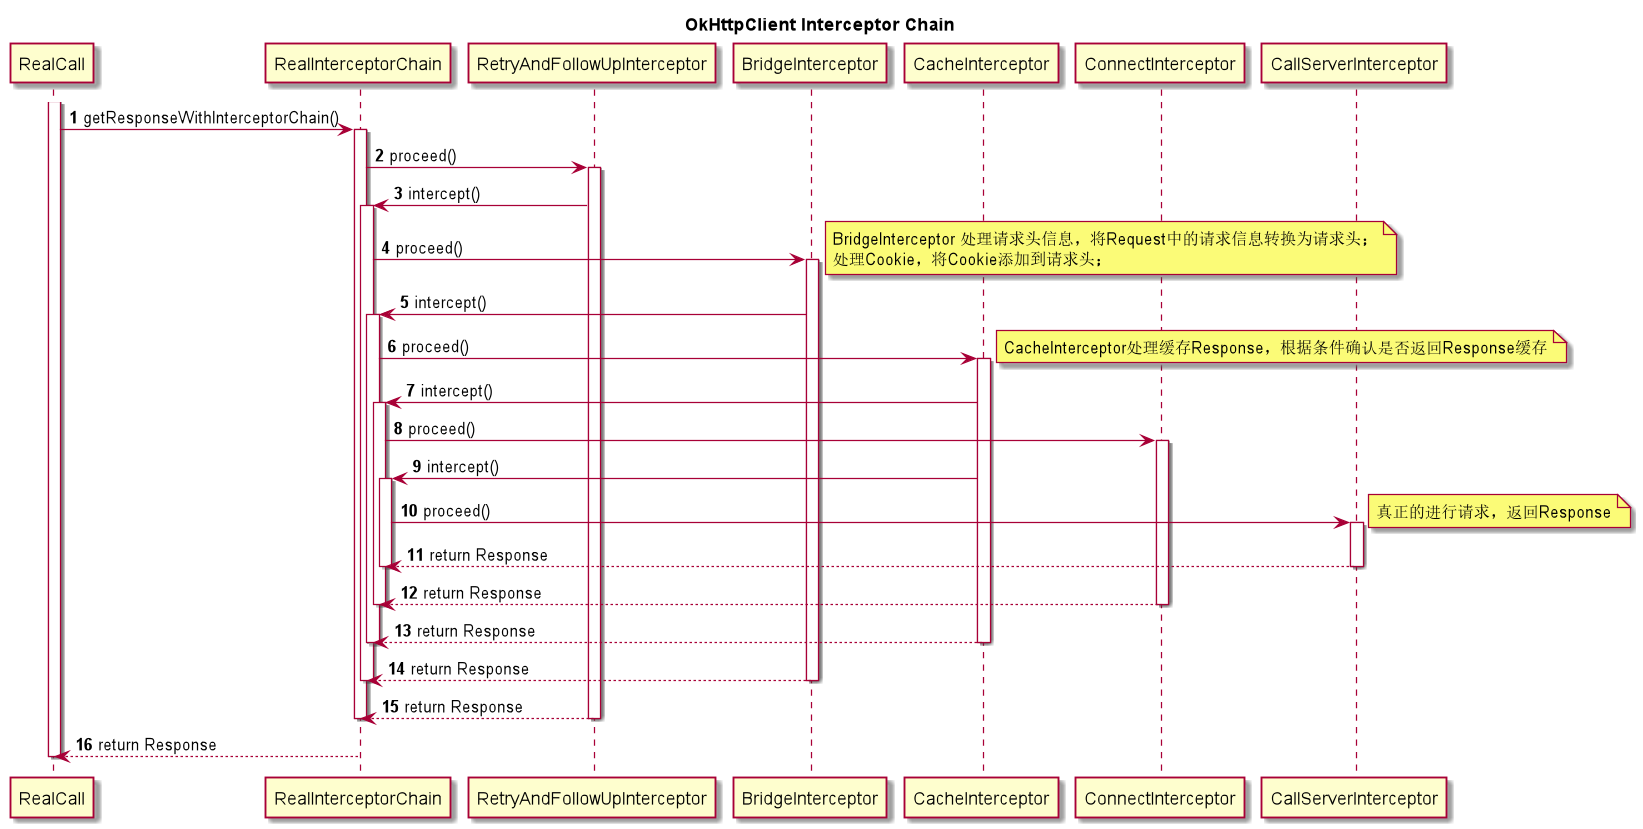 OkHttpClient Interceptor Chain
RealCall
RealInterceptorChain
RetryAndFollowUpInterceptor
BridgeInterceptor
CacheInterceptor
ConnectInterceptor
CallServerInterceptor
1 getResponseWithInterceptorChain()
2 proceed()
3 intercept()
4 proceed()
BridgeInterceptor 处理请求头信息，将Request中的请求信息转换为请求头；
处理Cookie，将Cookie添加到请求头；
5 intercept()
6 proceed()
CacheInterceptor处理缓存Response，根据条件确认是否返回Response缓存
7 intercept()
8 proceed()
9 intercept()
10 proceed()
真正的进行请求，返回Response
11 return Response
12 return Response
13 return Response
14 return Response
15 return Response
16 return Response
RealCall
RealInterceptorChain
RetryAndFollowUpInterceptor
BridgeInterceptor
CacheInterceptor
ConnectInterceptor
CallServerInterceptor